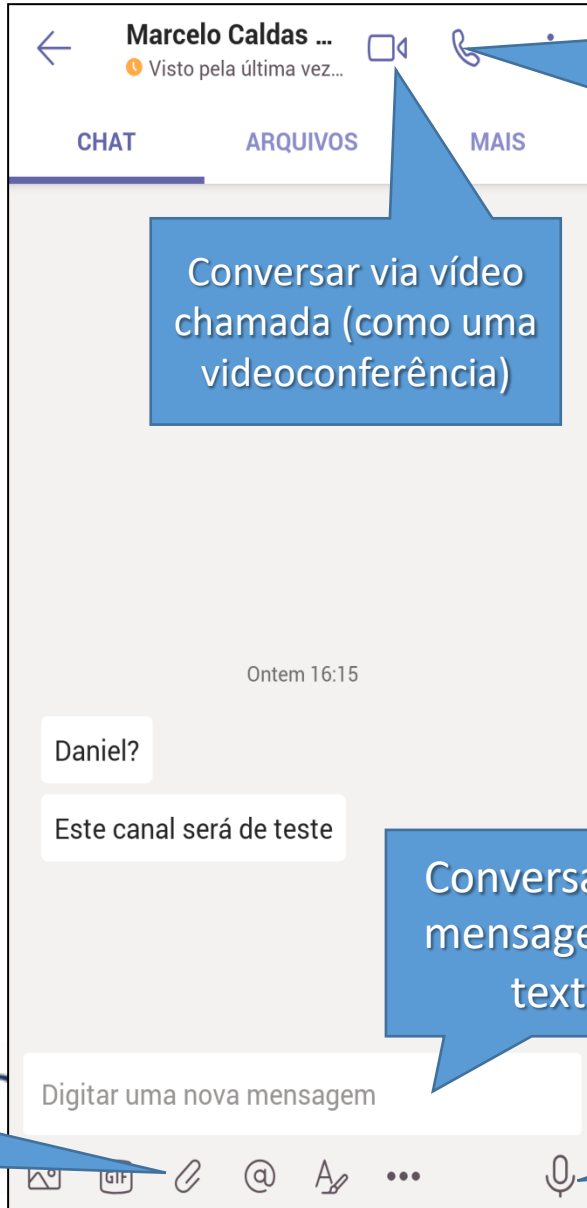 Marcelo Caldas ...
Visto pela última vez...
CHAT ARQUIVOS MAIS
Conversar via vídeo
chamada (como uma
videoconferência)
Ontem 16:15
Daniel?
Este canal será de teste
Digitar uma nova mensagem
GIF